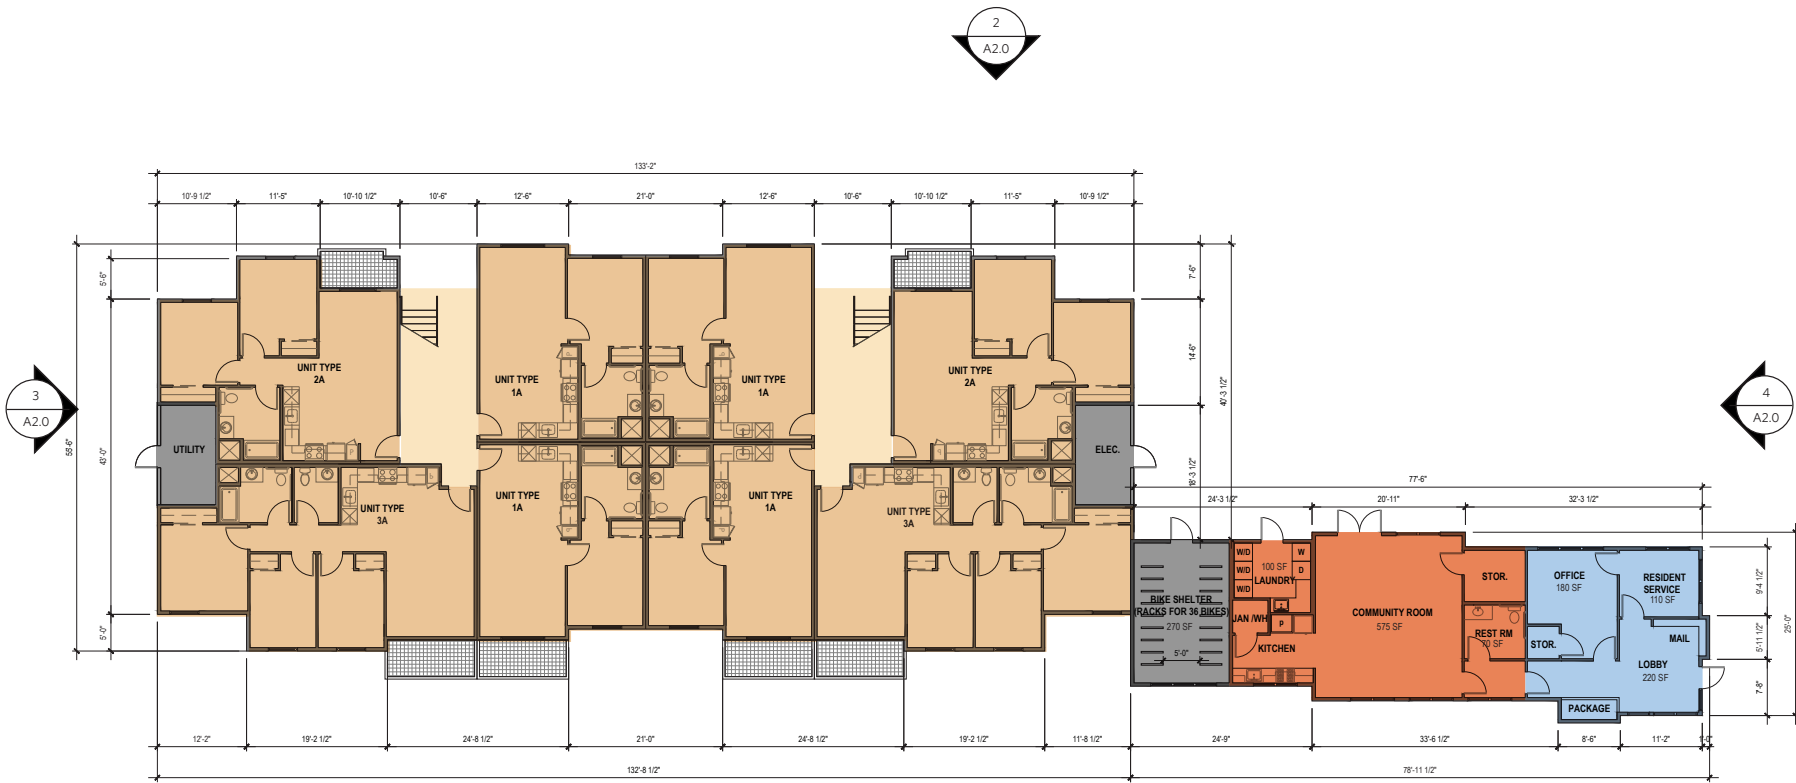 2
A2.0
133'-2"
10'-9 1/2"
11'-5"
10'-10 1/2"
10'-6"
12'-6"
21'-0"
12'-6"
10'-6"
10'-10 1/2"
11'-5"
10'-9 1/2"
5'-6"
7'-6"
UNIT TYPE
2A
UNIT TYPE
1A
UNIT TYPE
1A
UNIT TYPE
2A
14'-6"
40'-3 1/2"
3
A2.0
4
A2.0
43'-0"
UTILITY
ELEC.
18'-3 1/2"
77'-6"
24'-3 1/2"
20'-11"
32'-3 1/2"
UNIT TYPE
3A
UNIT TYPE
1A
UNIT TYPE
1A
UNIT TYPE
3A
W/D
W/D
W/D
W
D
100 SF
LAUNDRY
STOR.
OFFICE
180 SF
RESIDENT
SERVICE
110 SF
9'-4 1/2"
BIKE SHELTER
(RACKS FOR 36 BIKES)
270 SF
5'-0"
JAN /WH
P
KITCHEN
COMMUNITY ROOM
575 SF
REST RM
70 SF
STOR.
MAIL
LOBBY
220 SF
PACKAGE
5'-11 1/2"
25'-0"
7'-8"
5'-0"
12'-2"
19'-2 1/2"
24'-8 1/2"
21'-0"
24'-8 1/2"
19'-2 1/2"
11'-8 1/2"
24'-9"
33'-6 1/2"
8'-6"
11'-2"
1'-0"
132'-8 1/2"
78'-11 1/2"